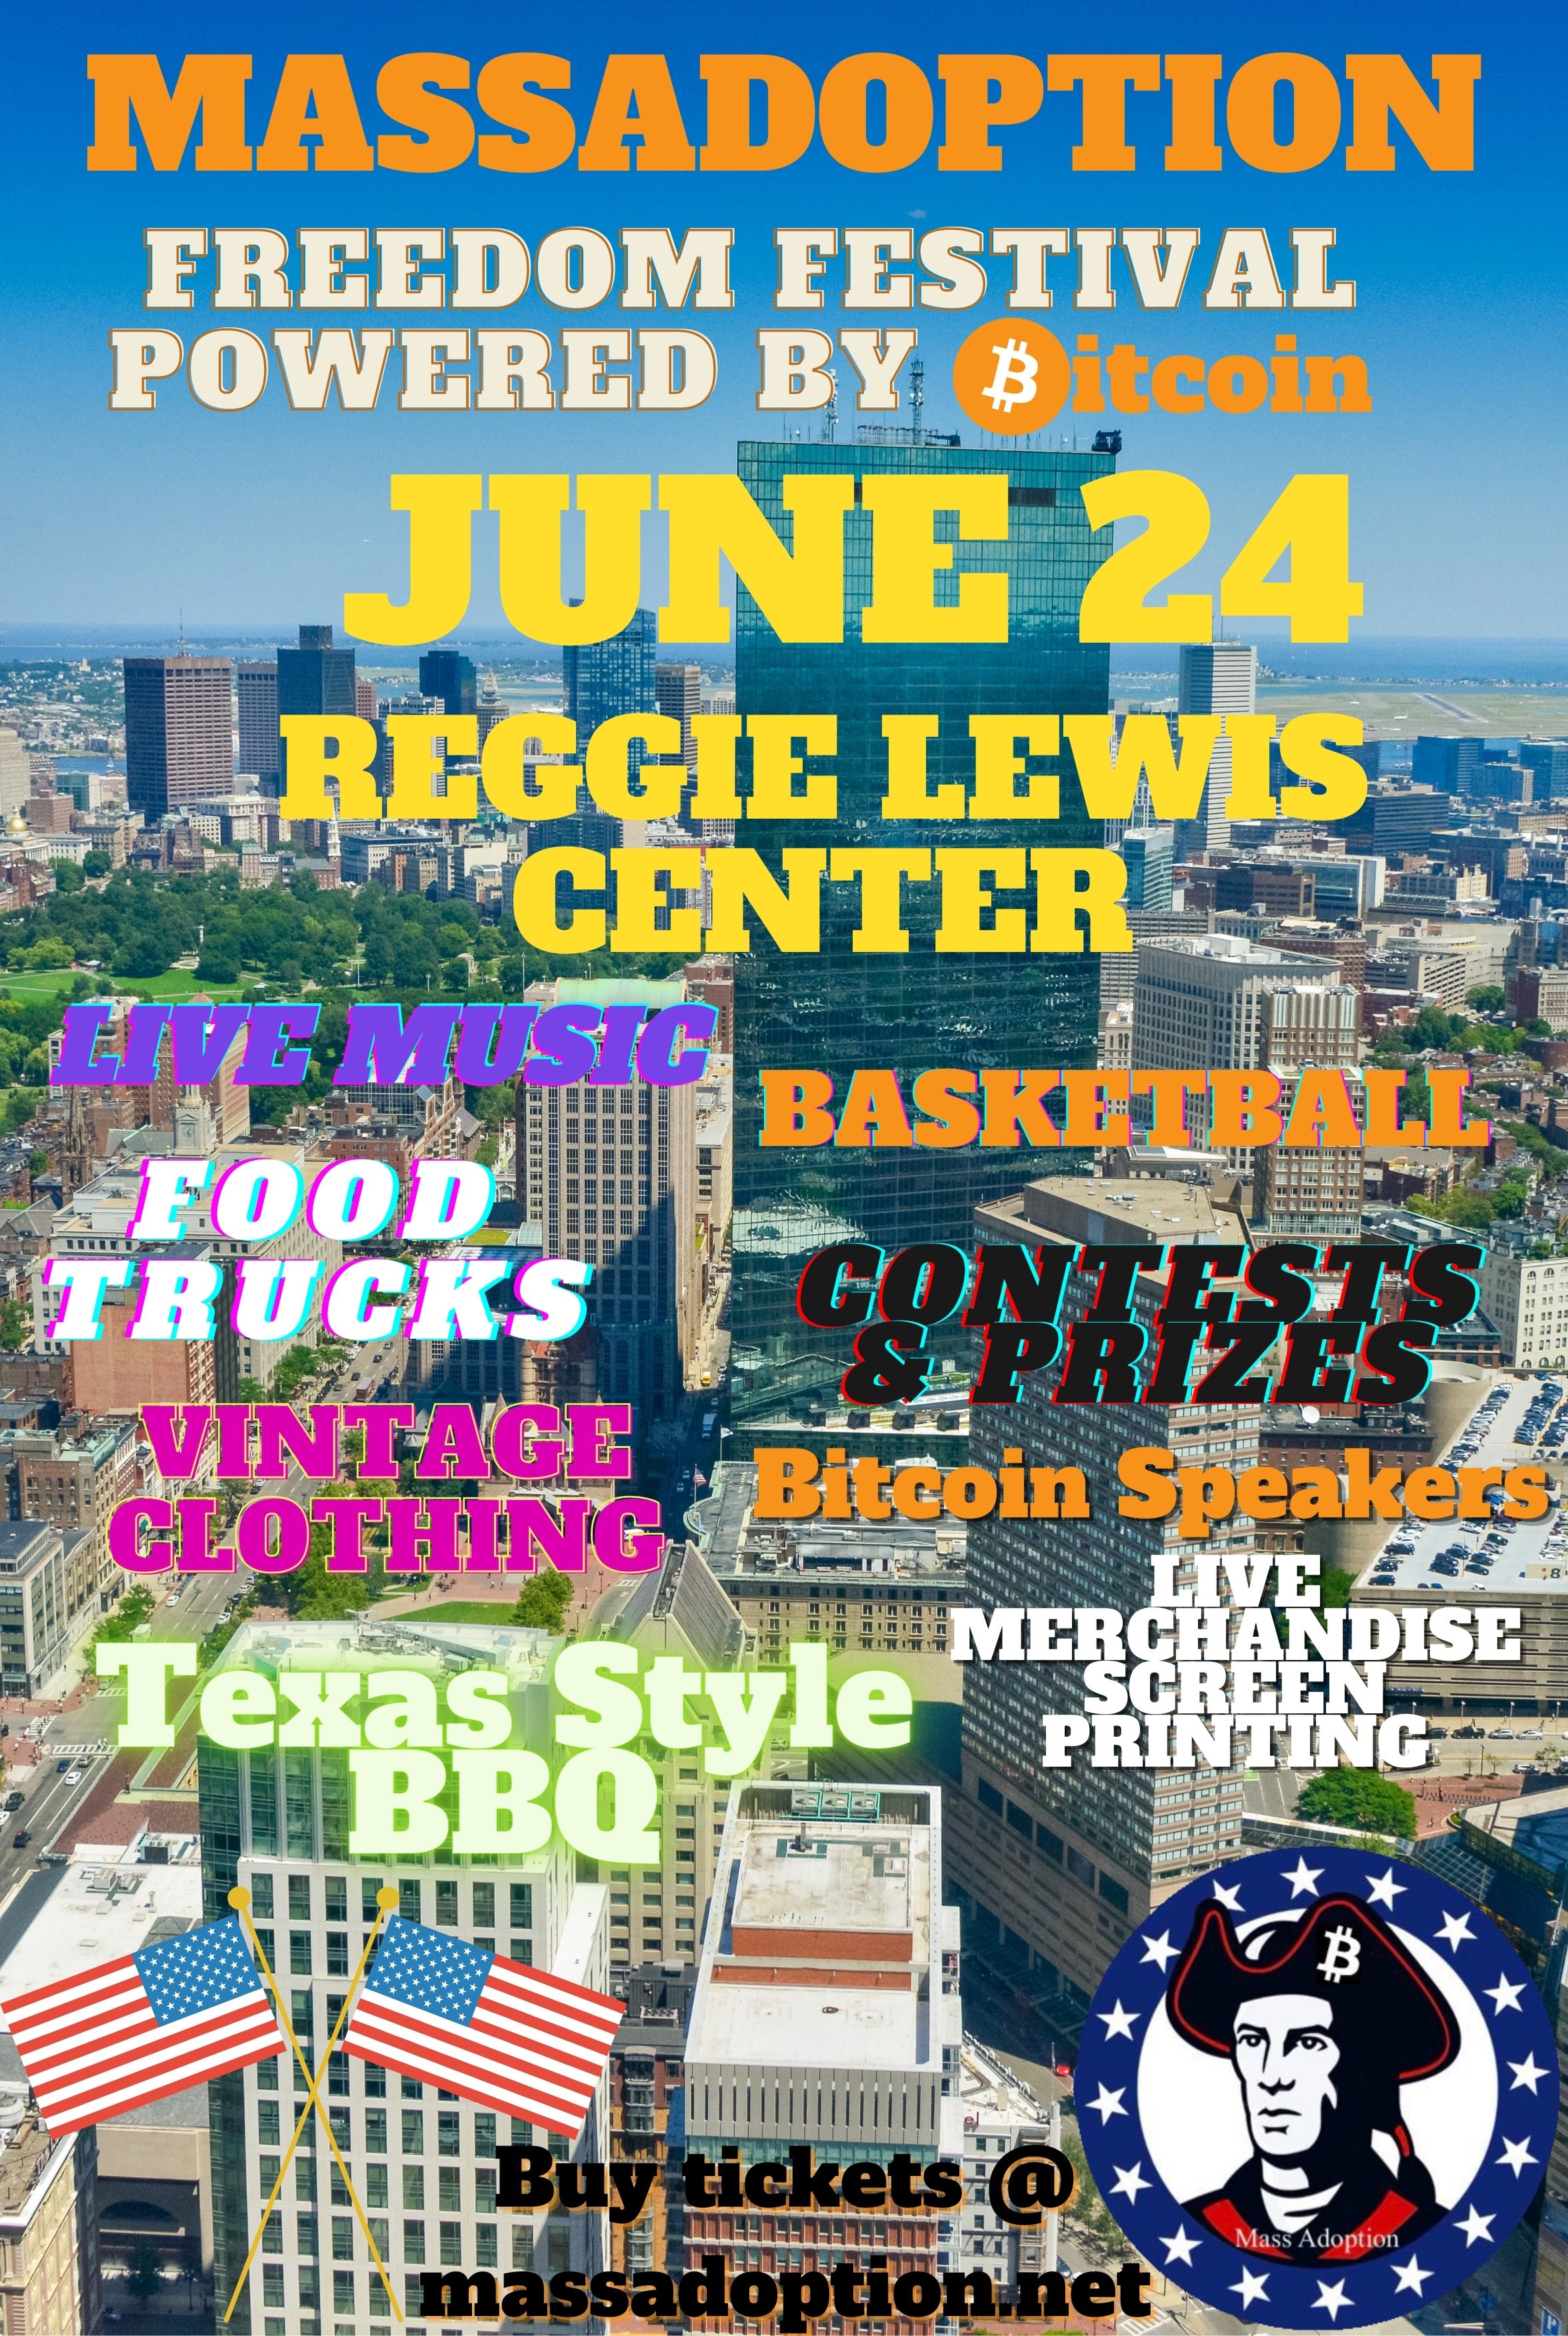 MASSADOPTION
FREEDOM FESTIVAL
POWERED BY Bitcoin
JUNE 24
REGGIE LEWIS
CENTER
LIVE MUSIC
BASKETBALL
FOOD
TRUCKS
CONTESTS
& PRIZES
VINTAGE
CLOTHING
Bitcoin Speakers
LIVE
MERCHANDISE
SCREEN
PRINTING
Texas Style
BBQ
Mass Adoption
Buy tickets @
massadoption.net